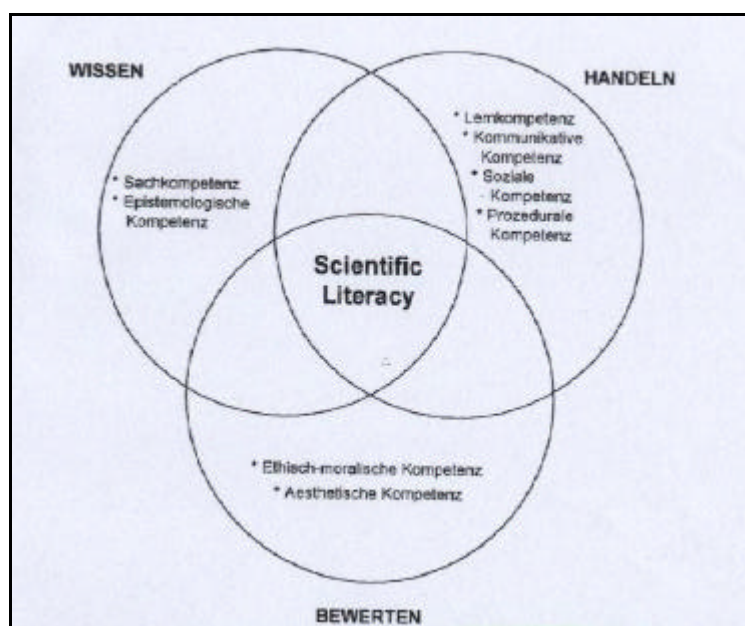 WISSEN
HANDELN
* Lernkompetenz
* Kommunikative
Kompetenz
* Soziale
- Kompetenz
* Prozedurale
Kompetenz
* Sachkompetenz
* Epistemologische
Kompetenz
Scientific
Literacy
* Ethisch-moralische Kompetenz
* Aesthetische Kompetenz
BEWERTEN